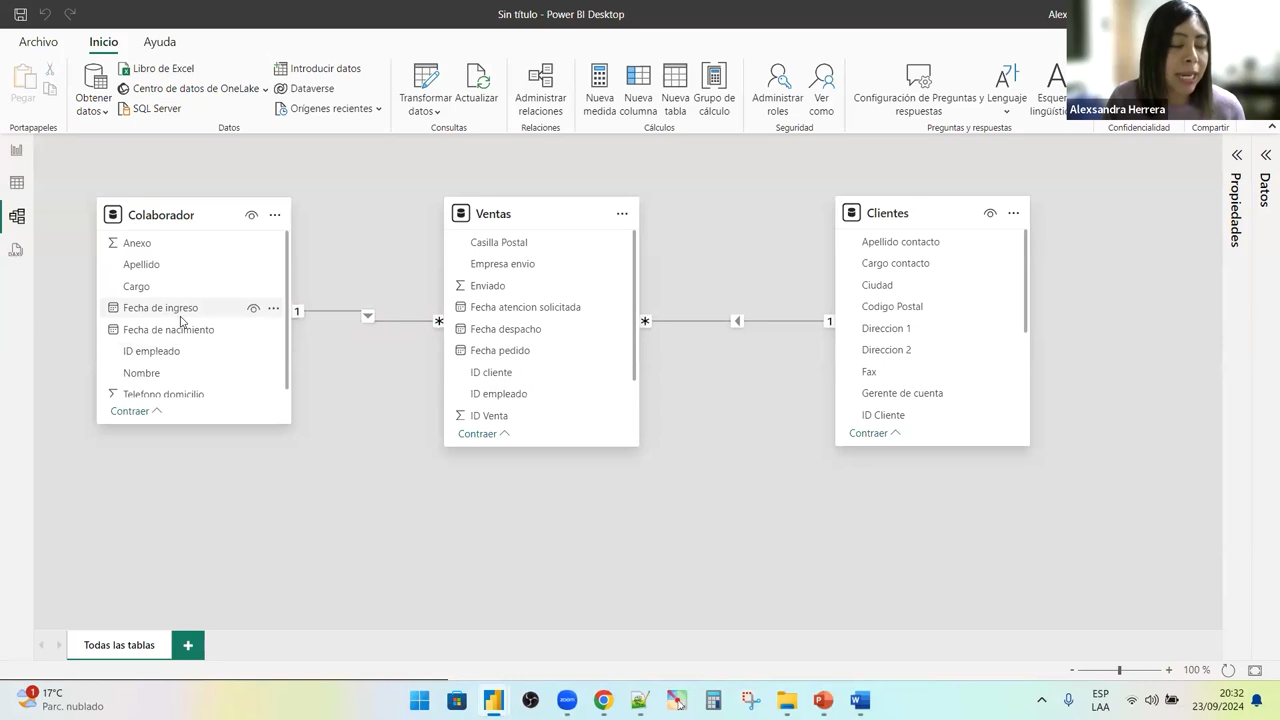 Sin título - Power BI Desktop
Alex
Archivo
Inicio
Ayuda
Pegar
Portapapeles
Obtener datos
Libro de Excel
Centro de datos de OneLake
SQL Server
Introducir datos
Dataverse
Orígenes recientes
Datos
Transformar datos
Actualizar
Consultas
Administrar relaciones
Relaciones
Nueva medida
Nueva columna
Nueva tabla
Grupo de cálculo
Cálculos
Administrar roles
Ver como
Seguridad
Configuración de Preguntas y respuestas
Lenguaje
Esque
lingüísti
Preguntas y respuestas
Confidencialidad
Compartir
Alexsandra Herrera
Colaborador
Anexo
Apellido
Cargo
Fecha de ingreso
Fecha de nacimiento
ID empleado
Nombre
Telefono domicilio
Contraer
1
*
Ventas
Casilla Postal
Empresa envio
Enviado
Fecha atencion solicitada
Fecha despacho
Fecha pedido
ID cliente
ID empleado
ID Venta
Contraer
*
1
Clientes
Apellido contacto
Cargo contacto
Ciudad
Codigo Postal
Direccion 1
Direccion 2
Fax
Gerente de cuenta
ID Cliente
Contraer
Propiedades
Datos
Todas las tablas
+
- + 100 %
1
17°C
Parc. nublado
ESP
LAA
20:32
23/09/2024